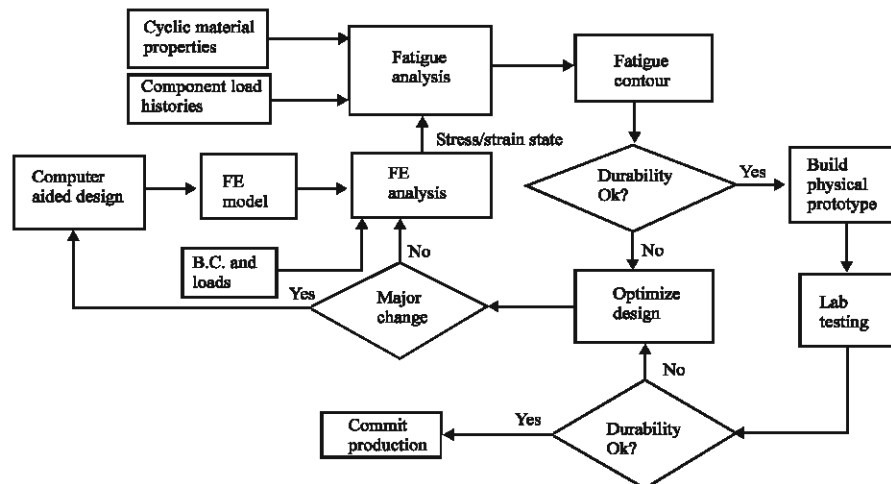 Cyclic material
properties
Fatigue
analysis
Fatigue
contour
Component load
histories
Stress/strain state
Computer
aided design
FE
model
FE
analysis
Durability
Ok?
Yes
Build
physical
prototype
No
B.C. and
loads
No
Yes
Major
change
Optimize
design
Lab
testing
No
Commit
production
Yes
Durability
Ok?